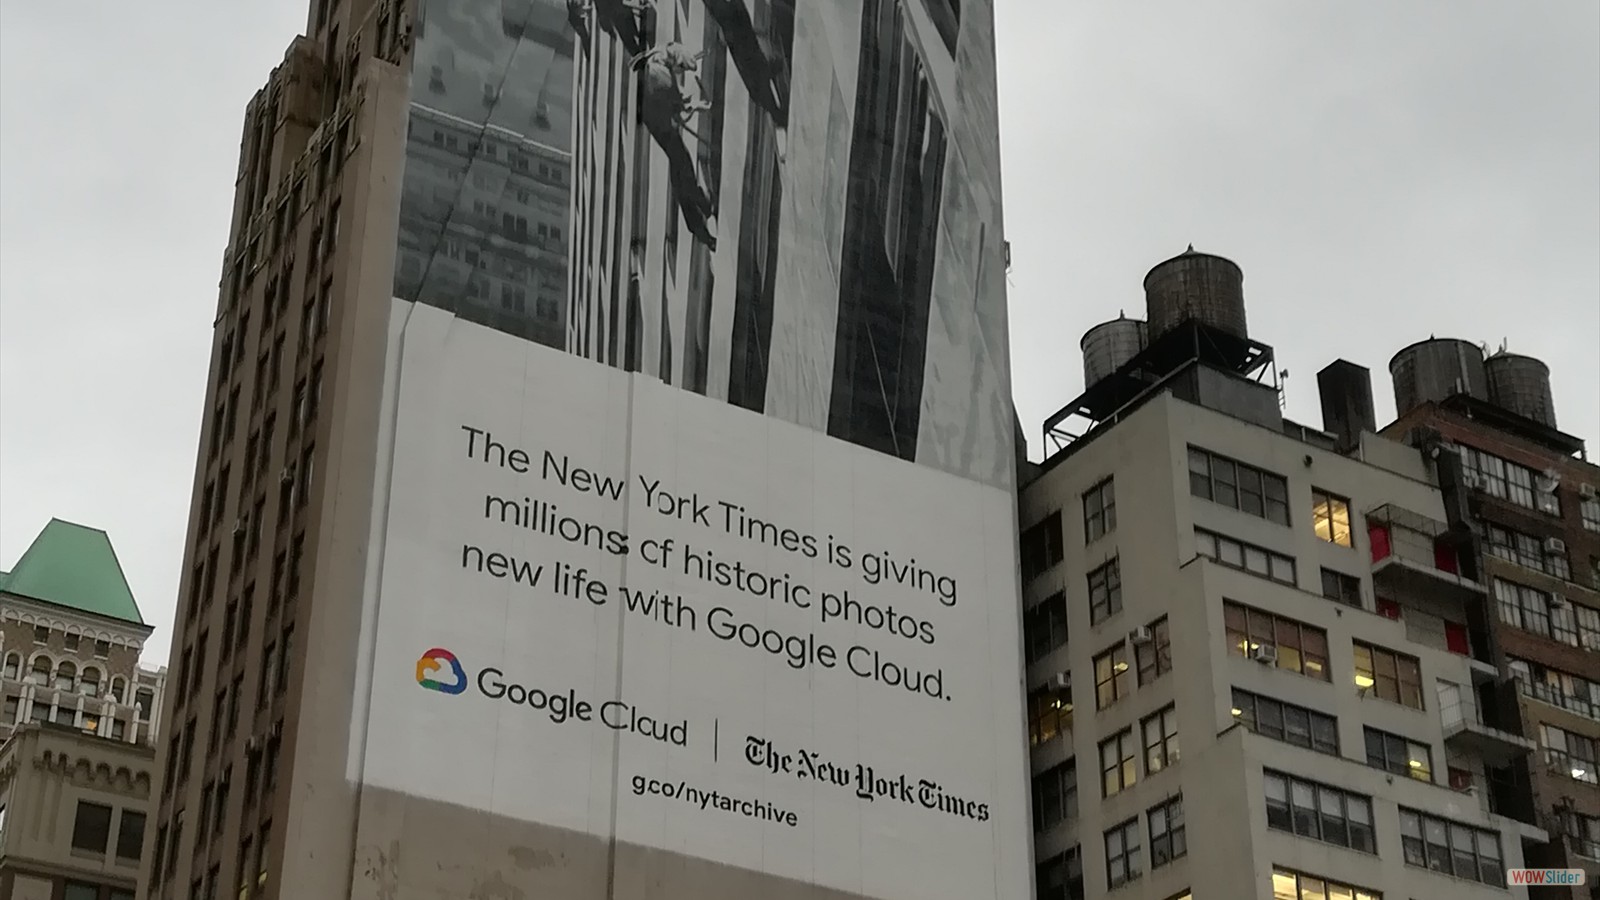 The New York Times is giving
millions of historic photos
new life with Google Cloud.
Google Cloud | The New York Times
g.co/nytarchive
WOWSlider